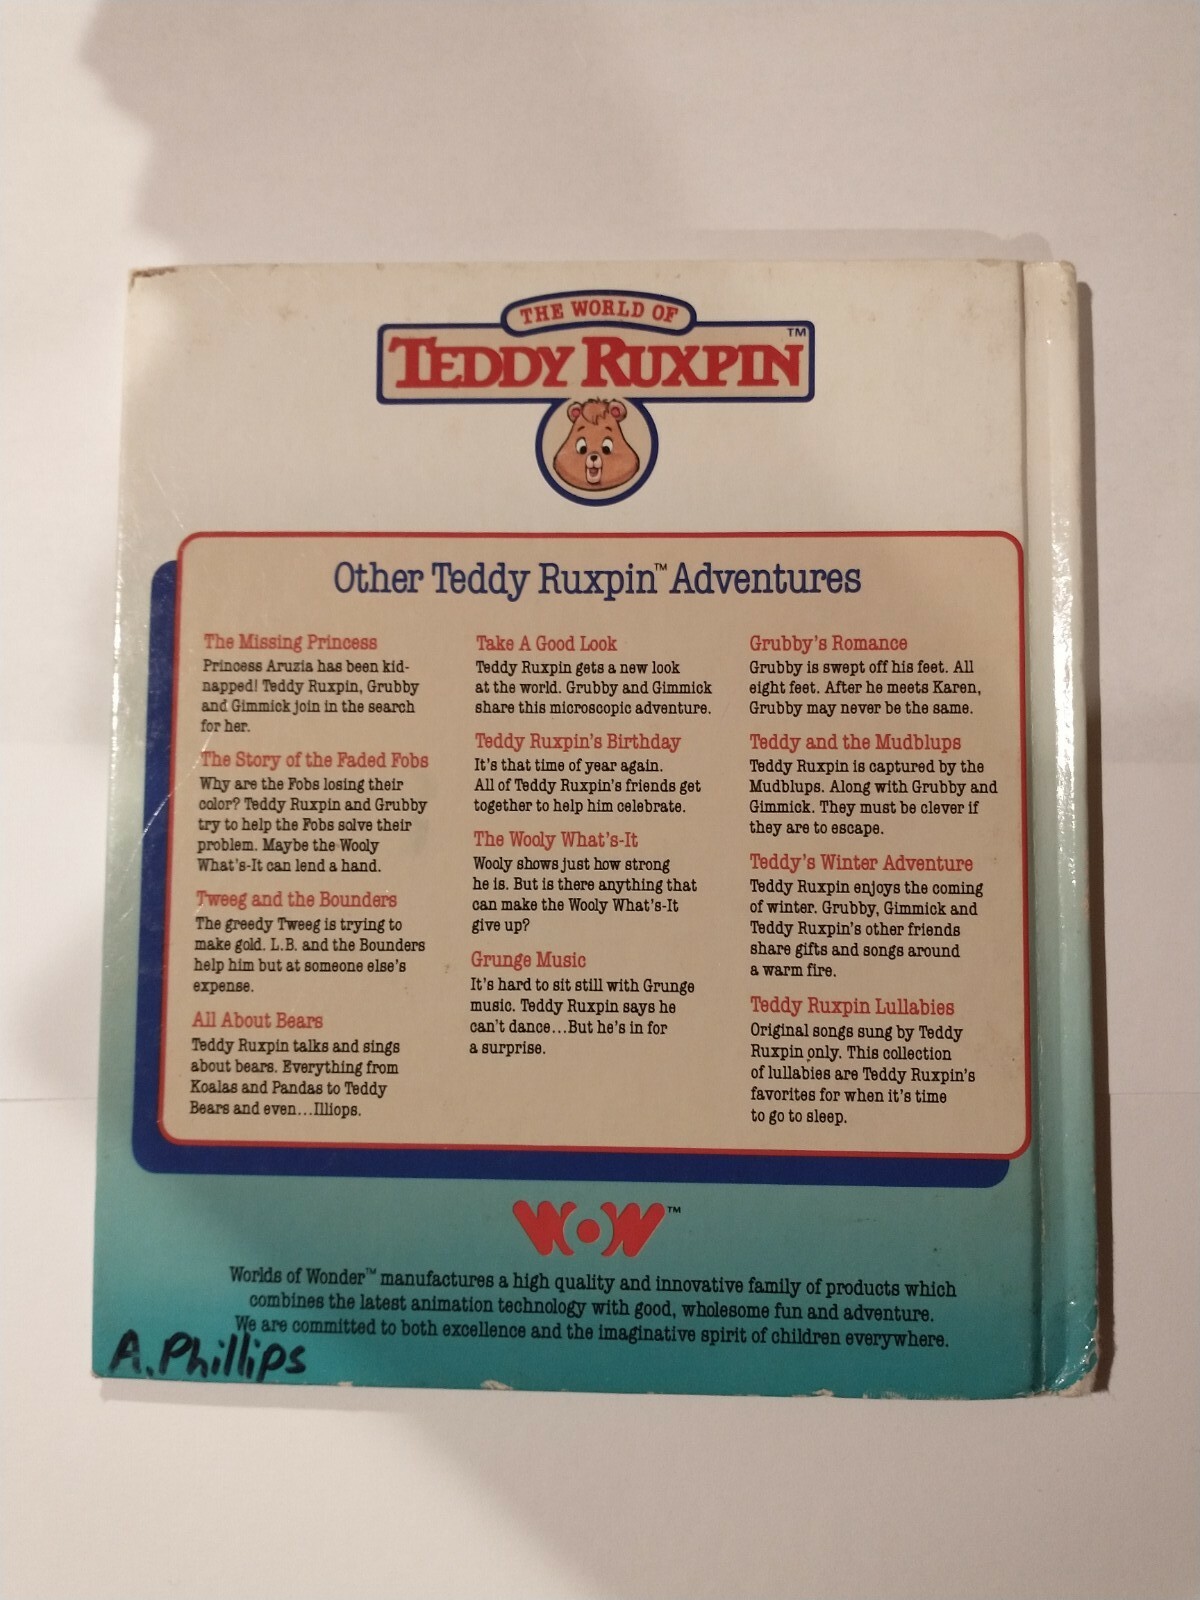 THE WORLD OF
TEDDY RUXPIN™
Other Teddy Ruxpin™ Adventures
The Missing Princess
Princess Aruzia has been kid-
napped! Teddy Ruxpin, Grubby
and Gimmick join in the search
for her.
The Story of the Faded Fobs
Why are the Fobs losing their
color? Teddy Ruxpin and Grubby
try to help the Fobs solve their
problem. Maybe the Wooly
What's-It can lend a hand.
Tweeg and the Bounders
The greedy Tweeg is trying to
make gold. L.B. and the Bounders
help him but at someone else's
expense.
All About Bears
Teddy Ruxpin talks and sings
about bears. Everything from
Koalas and Pandas to Teddy
Bears and even...Illiops.
Take A Good Look
Teddy Ruxpin gets a new look
at the world. Grubby and Gimmick
share this microscopic adventure.
Teddy Ruxpin's Birthday
It's that time of year again.
All of Teddy Ruxpin's friends get
together to help him celebrate.
The Wooly What's-It
Wooly shows just how strong
he is. But is there anything that
can make the Wooly What's-It
give up?
Grunge Music
It's hard to sit still with Grunge
music. Teddy Ruxpin says he
can't dance...But he's in for
a surprise.
Grubby's Romance
Grubby is swept off his feet. All
eight feet. After he meets Karen,
Grubby may never be the same.
Teddy and the Mudblups
Teddy Ruxpin is captured by the
Mudblups. Along with Grubby and
Gimmick. They must be clever if
they are to escape.
Teddy's Winter Adventure
Teddy Ruxpin enjoys the coming
of winter. Grubby, Gimmick and
Teddy Ruxpin's other friends
share gifts and songs around
a warm fire.
Teddy Ruxpin Lullabies
Original songs sung by Teddy
Ruxpin only. This collection
of lullabies are Teddy Ruxpin's
favorites for when it's time
to go to sleep.
WOW™
Worlds of Wonder™ manufactures a high quality and innovative family of products which
combines the latest animation technology with good, wholesome fun and adventure.
We are committed to both excellence and the imaginative spirit of children everywhere.
A. Phillips